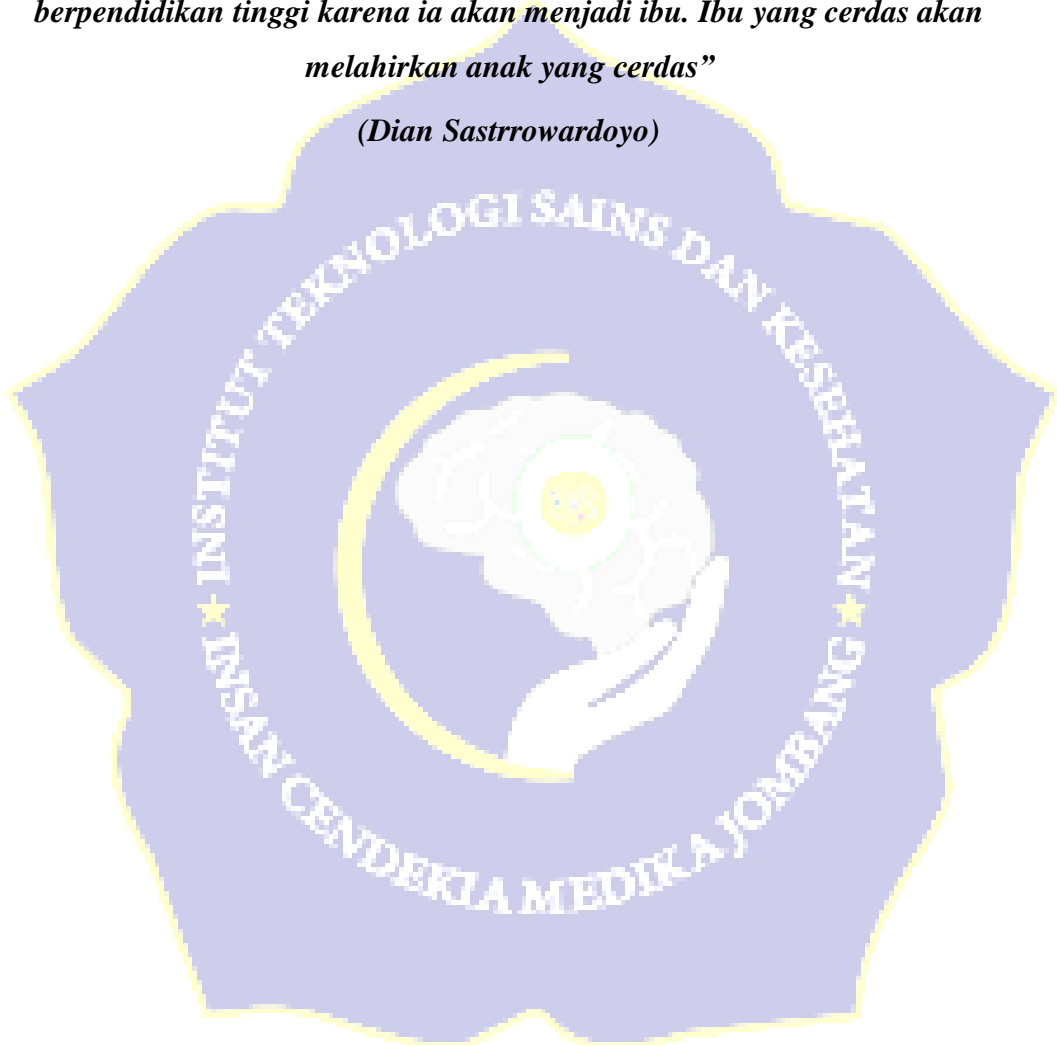 berpendidikan tinggi karena ia akan menjadi ibu. Ibu yang cerdas akan
melahirkan anak yang cerdas”
(Dian Sastrrowardoyo)
INSTITUT TEKNOLOGI SAINS DAN KESEHATAN
INSAN CENDEKIA MEDIKA JOMBANG